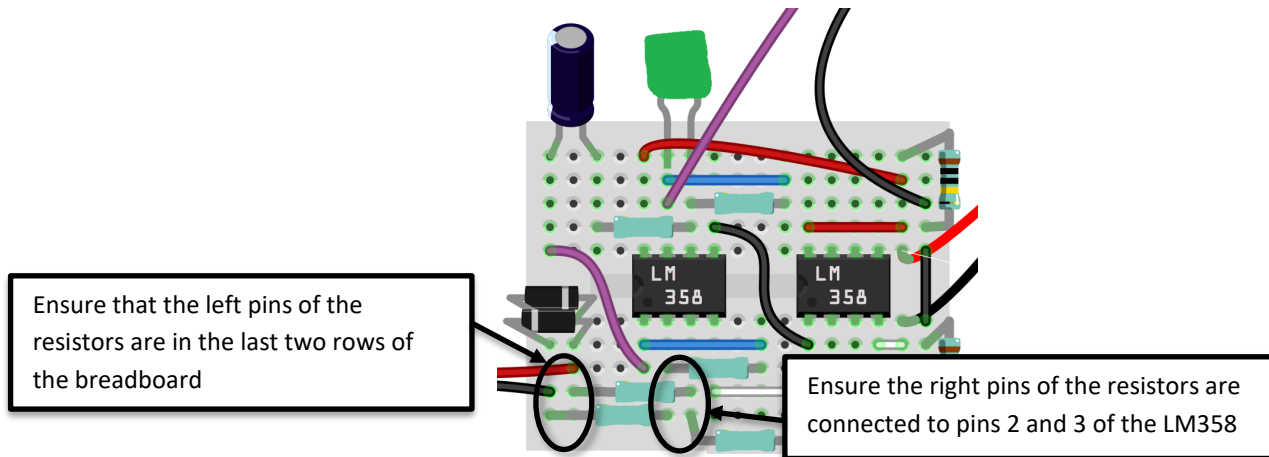 LM
358
LM
358
Ensure that the left pins of the
resistors are in the last two rows of
the breadboard
Ensure the right pins of the resistors are
connected to pins 2 and 3 of the LM358